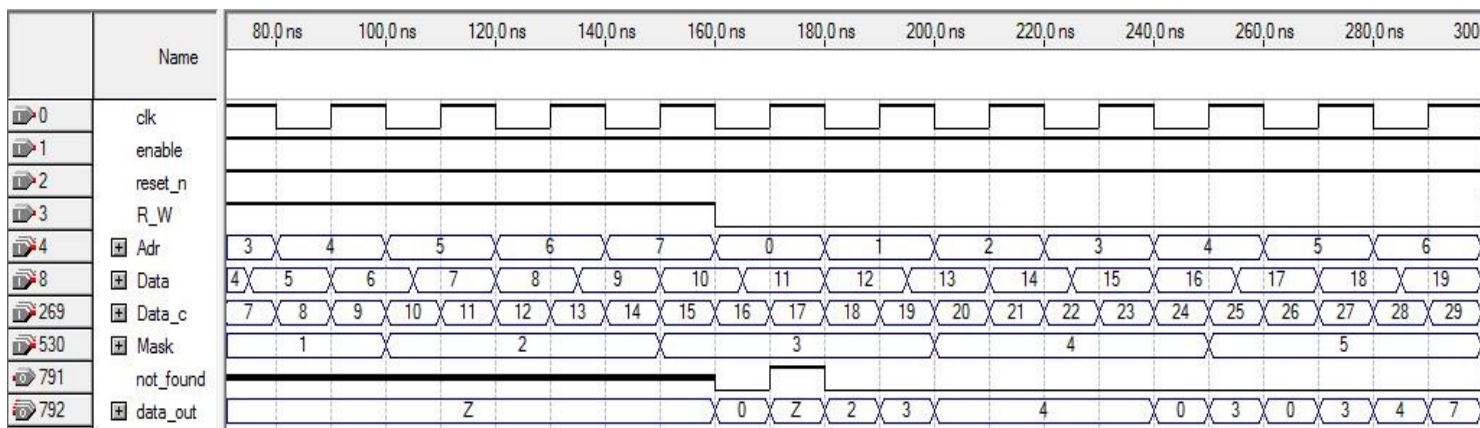 80.0 ns 100.0 ns 120.0 ns 140.0 ns 160.0 ns 180.0 ns 200.0 ns 220.0 ns 240.0 ns 260.0 ns 280.0 ns 300
Name
0 clk
1 enable
2 reset_n
3 R_W
4 Adr 3 4 5 6 7 0 1 2 3 4 5 6
8 Data 4 5 6 7 8 9 10 11 12 13 14 15 16 17 18 19
269 Data_c 7 8 9 10 11 12 13 14 15 16 17 18 19 20 21 22 23 24 25 26 27 28 29
530 Mask 1 2 3 4 5
791 not_found
792 data_out Z 0 Z 2 3 4 0 3 0 3 4 7